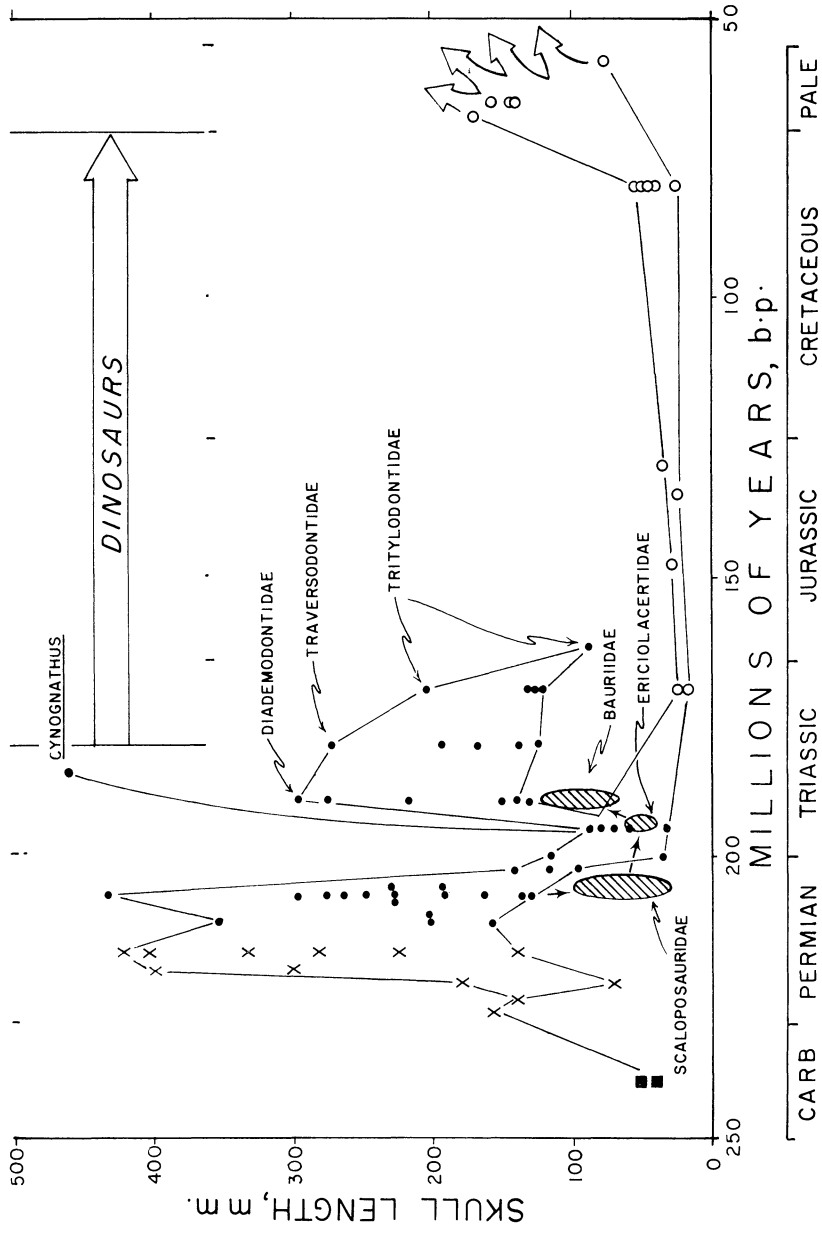 500
400
300
200
100
0
SKULL LENGTH, mm.
250
200
150
100
50
MILLIONS OF YEARS, b.p.
CARB
PERMIAN
TRIASSIC
JURASSIC
CRETACEOUS
PALE
DINOSAURS
CYNOGNATHUS
DIADEMODONTIDAE
TRAVERSODONTIDAE
TRITYLODONTIDAE
BAURIIDAE
ERICIOLACERTIDAE
SCALOPOSAURIDAE